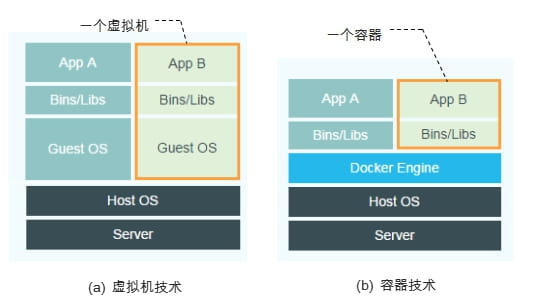 一个虚拟机
App A
App B
Bins/Libs
Bins/Libs
Guest OS
Guest OS
Host OS
Server
(a) 虚拟机技术
一个容器
App A
App B
Bins/Libs
Bins/Libs
Docker Engine
Host OS
Server
(b) 容器技术